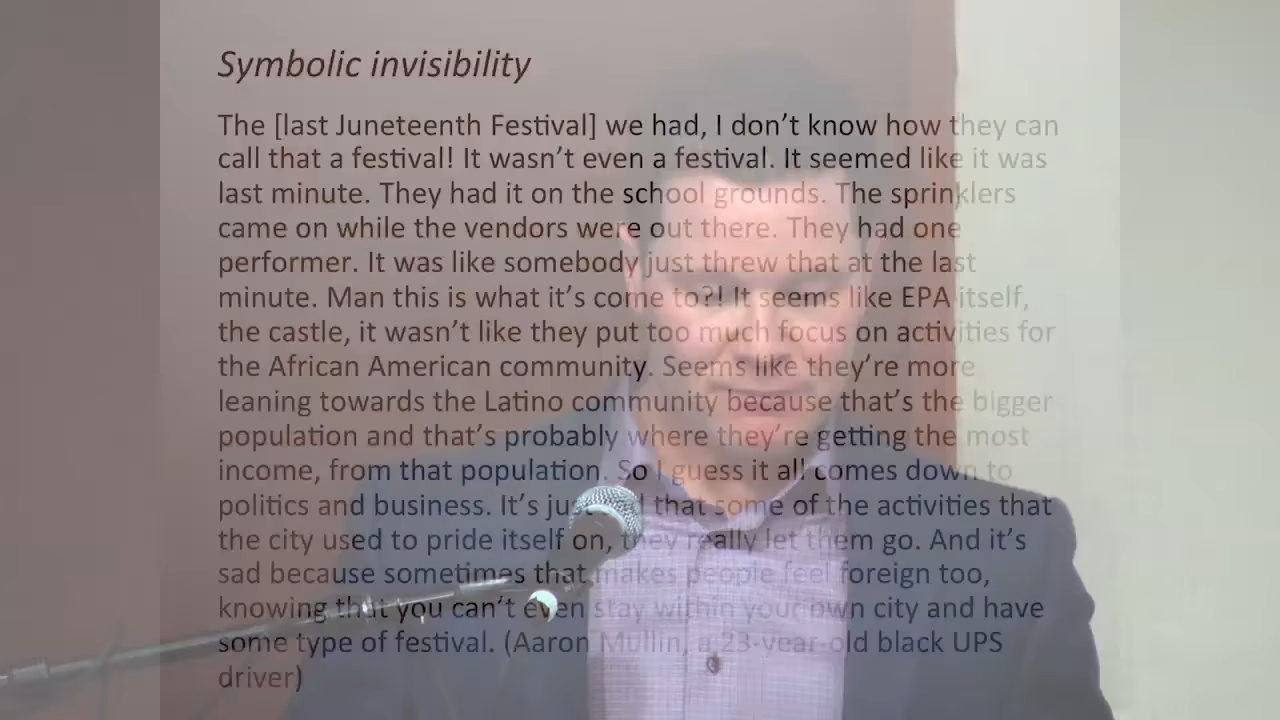 Symbolic invisibility
The [last Juneteenth Festival] we had, I don’t know how they can
call that a festival! It wasn’t even a festival. It seemed like it was
last minute. They had it on the school grounds. The sprinklers
came on while the vendors were out there. They had one
performer. It was like somebody just threw that at the last
minute. Man this is what it’s come to?! It seems like EPA itself,
the castle, it wasn’t like they put too much focus on activities for
the African American community. Seems like they’re more
leaning towards the Latino community because that’s the bigger
population and that’s probably where they’re getting the most
income, from that population. So I guess it all comes down to
politics and business. It’s just that some of the activities that
the city used to pride itself on, they really let them go. And it’s
sad because sometimes that makes people feel foreign too,
knowing that you can’t even stay within your own city and have
some type of festival. (Aaron Mullin, a 23-year-old black UPS
driver)